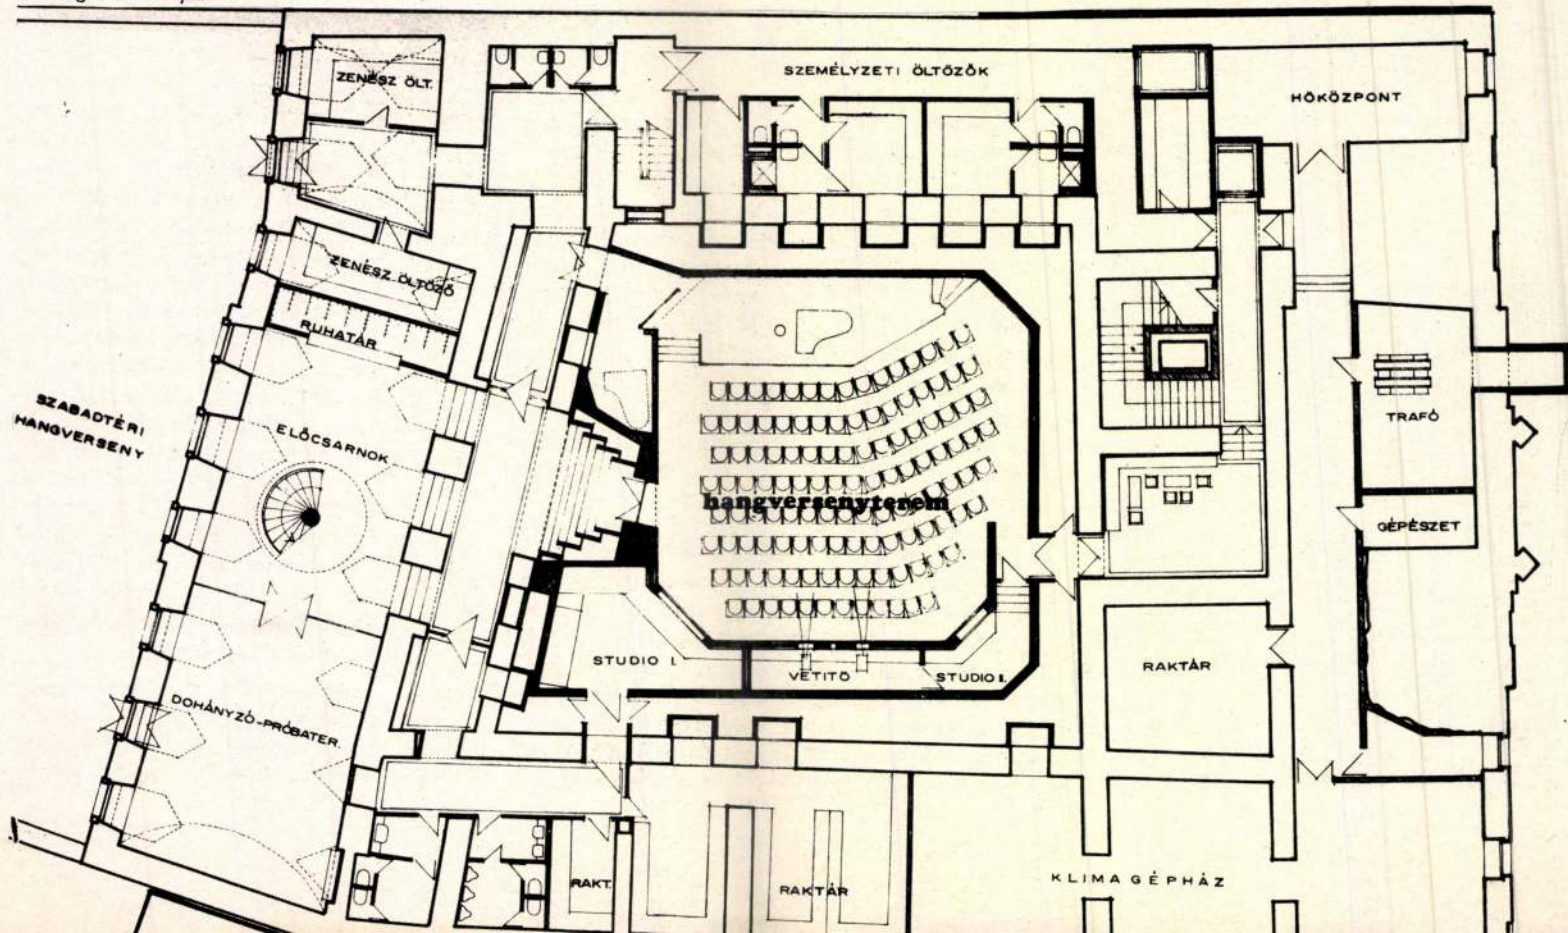 ZENÉSZ ÖLT.
SZEMÉLYZETI ÖLTÖZŐK
HŐKÖZPONT
ZENÉSZ ÖLTÖZŐ
RUHATÁR
SZABADTÉRI
HANGVERSENY
ELŐCSARNOK
TRAFÓ
hangversenyterem
GÉPÉSZET
STUDIO I.
VETITŐ
STUDIO II.
RAKTÁR
DOHÁNYZÓ-PRÓBATER.
RAKT.
RAKTÁR
KLIMA GÉPHÁZ